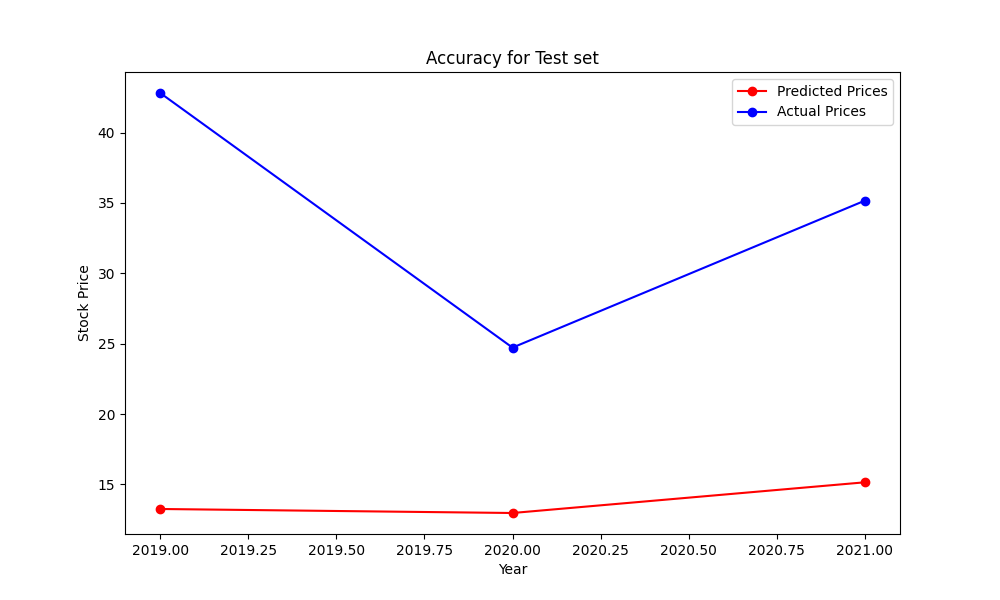 Accuracy for Test set
Predicted Prices
Actual Prices
Stock Price
40
35
30
25
20
15
2019.00 2019.25 2019.50 2019.75 2020.00 2020.25 2020.50 2020.75 2021.00
Year